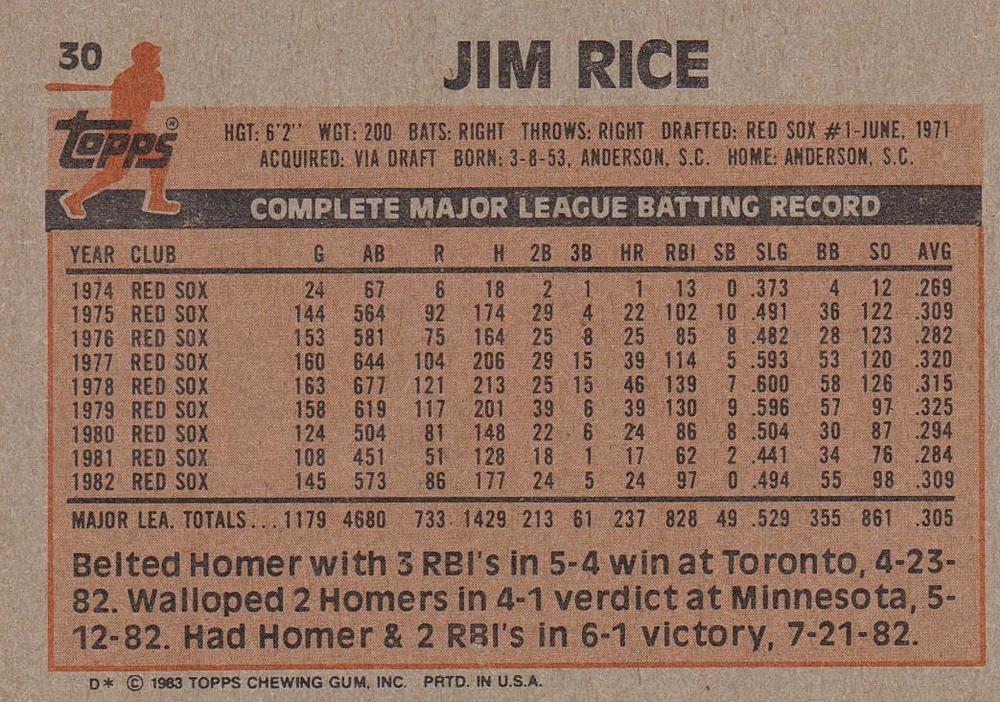 30
JIM RICE
Topps®
HGT: 6'2'' WGT: 200 BATS: RIGHT THROWS: RIGHT DRAFTED: RED SOX #1-JUNE, 1971
ACQUIRED: VIA DRAFT BORN: 3-8-53, ANDERSON, S.C. HOME: ANDERSON, S.C.
COMPLETE MAJOR LEAGUE BATTING RECORD
YEAR CLUB G AB R H 2B 3B HR RBI SB SLG BB SO AVG
1974 RED SOX 24 67 6 18 2 1 1 13 0 .373 4 12 .269
1975 RED SOX 144 564 92 174 29 4 22 102 10 .491 36 122 .309
1976 RED SOX 153 581 75 164 25 8 25 85 8 .482 28 123 .282
1977 RED SOX 160 644 104 206 29 15 39 114 5 .593 53 120 .320
1978 RED SOX 163 677 121 213 25 15 46 139 7 .600 58 126 .315
1979 RED SOX 158 619 117 201 39 6 39 130 9 .596 57 97 .325
1980 RED SOX 124 504 81 148 22 6 24 86 8 .504 30 87 .294
1981 RED SOX 108 451 51 128 18 1 17 62 2 .441 34 76 .284
1982 RED SOX 145 573 86 177 24 5 24 97 0 .494 55 98 .309
MAJOR LEA. TOTALS... 1179 4680 733 1429 213 61 237 828 49 .529 355 861 .305
Belted Homer with 3 RBI's in 5-4 win at Toronto, 4-23-
82. Walloped 2 Homers in 4-1 verdict at Minnesota, 5-
12-82. Had Homer & 2 RBI's in 6-1 victory, 7-21-82.
D* © 1983 TOPPS CHEWING GUM, INC. PRTD. IN U.S.A.